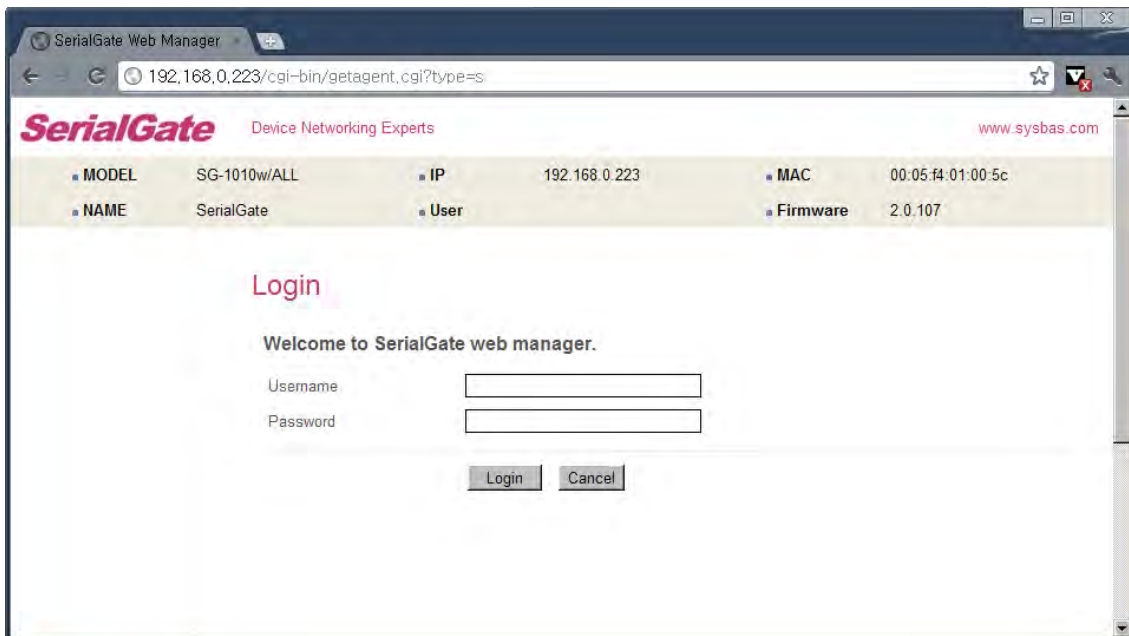 SerialGate Web Manager
192.168.0.223/cgi-bin/getagent.cgi?type=s
SerialGate Device Networking Experts www.sysbas.com
MODEL SG-1010w/ALL IP 192.168.0.223 MAC 00:05:f4:01:00:5c
NAME SerialGate User Firmware 2.0.107
Login
Welcome to SerialGate web manager.
Username
Password
Login Cancel